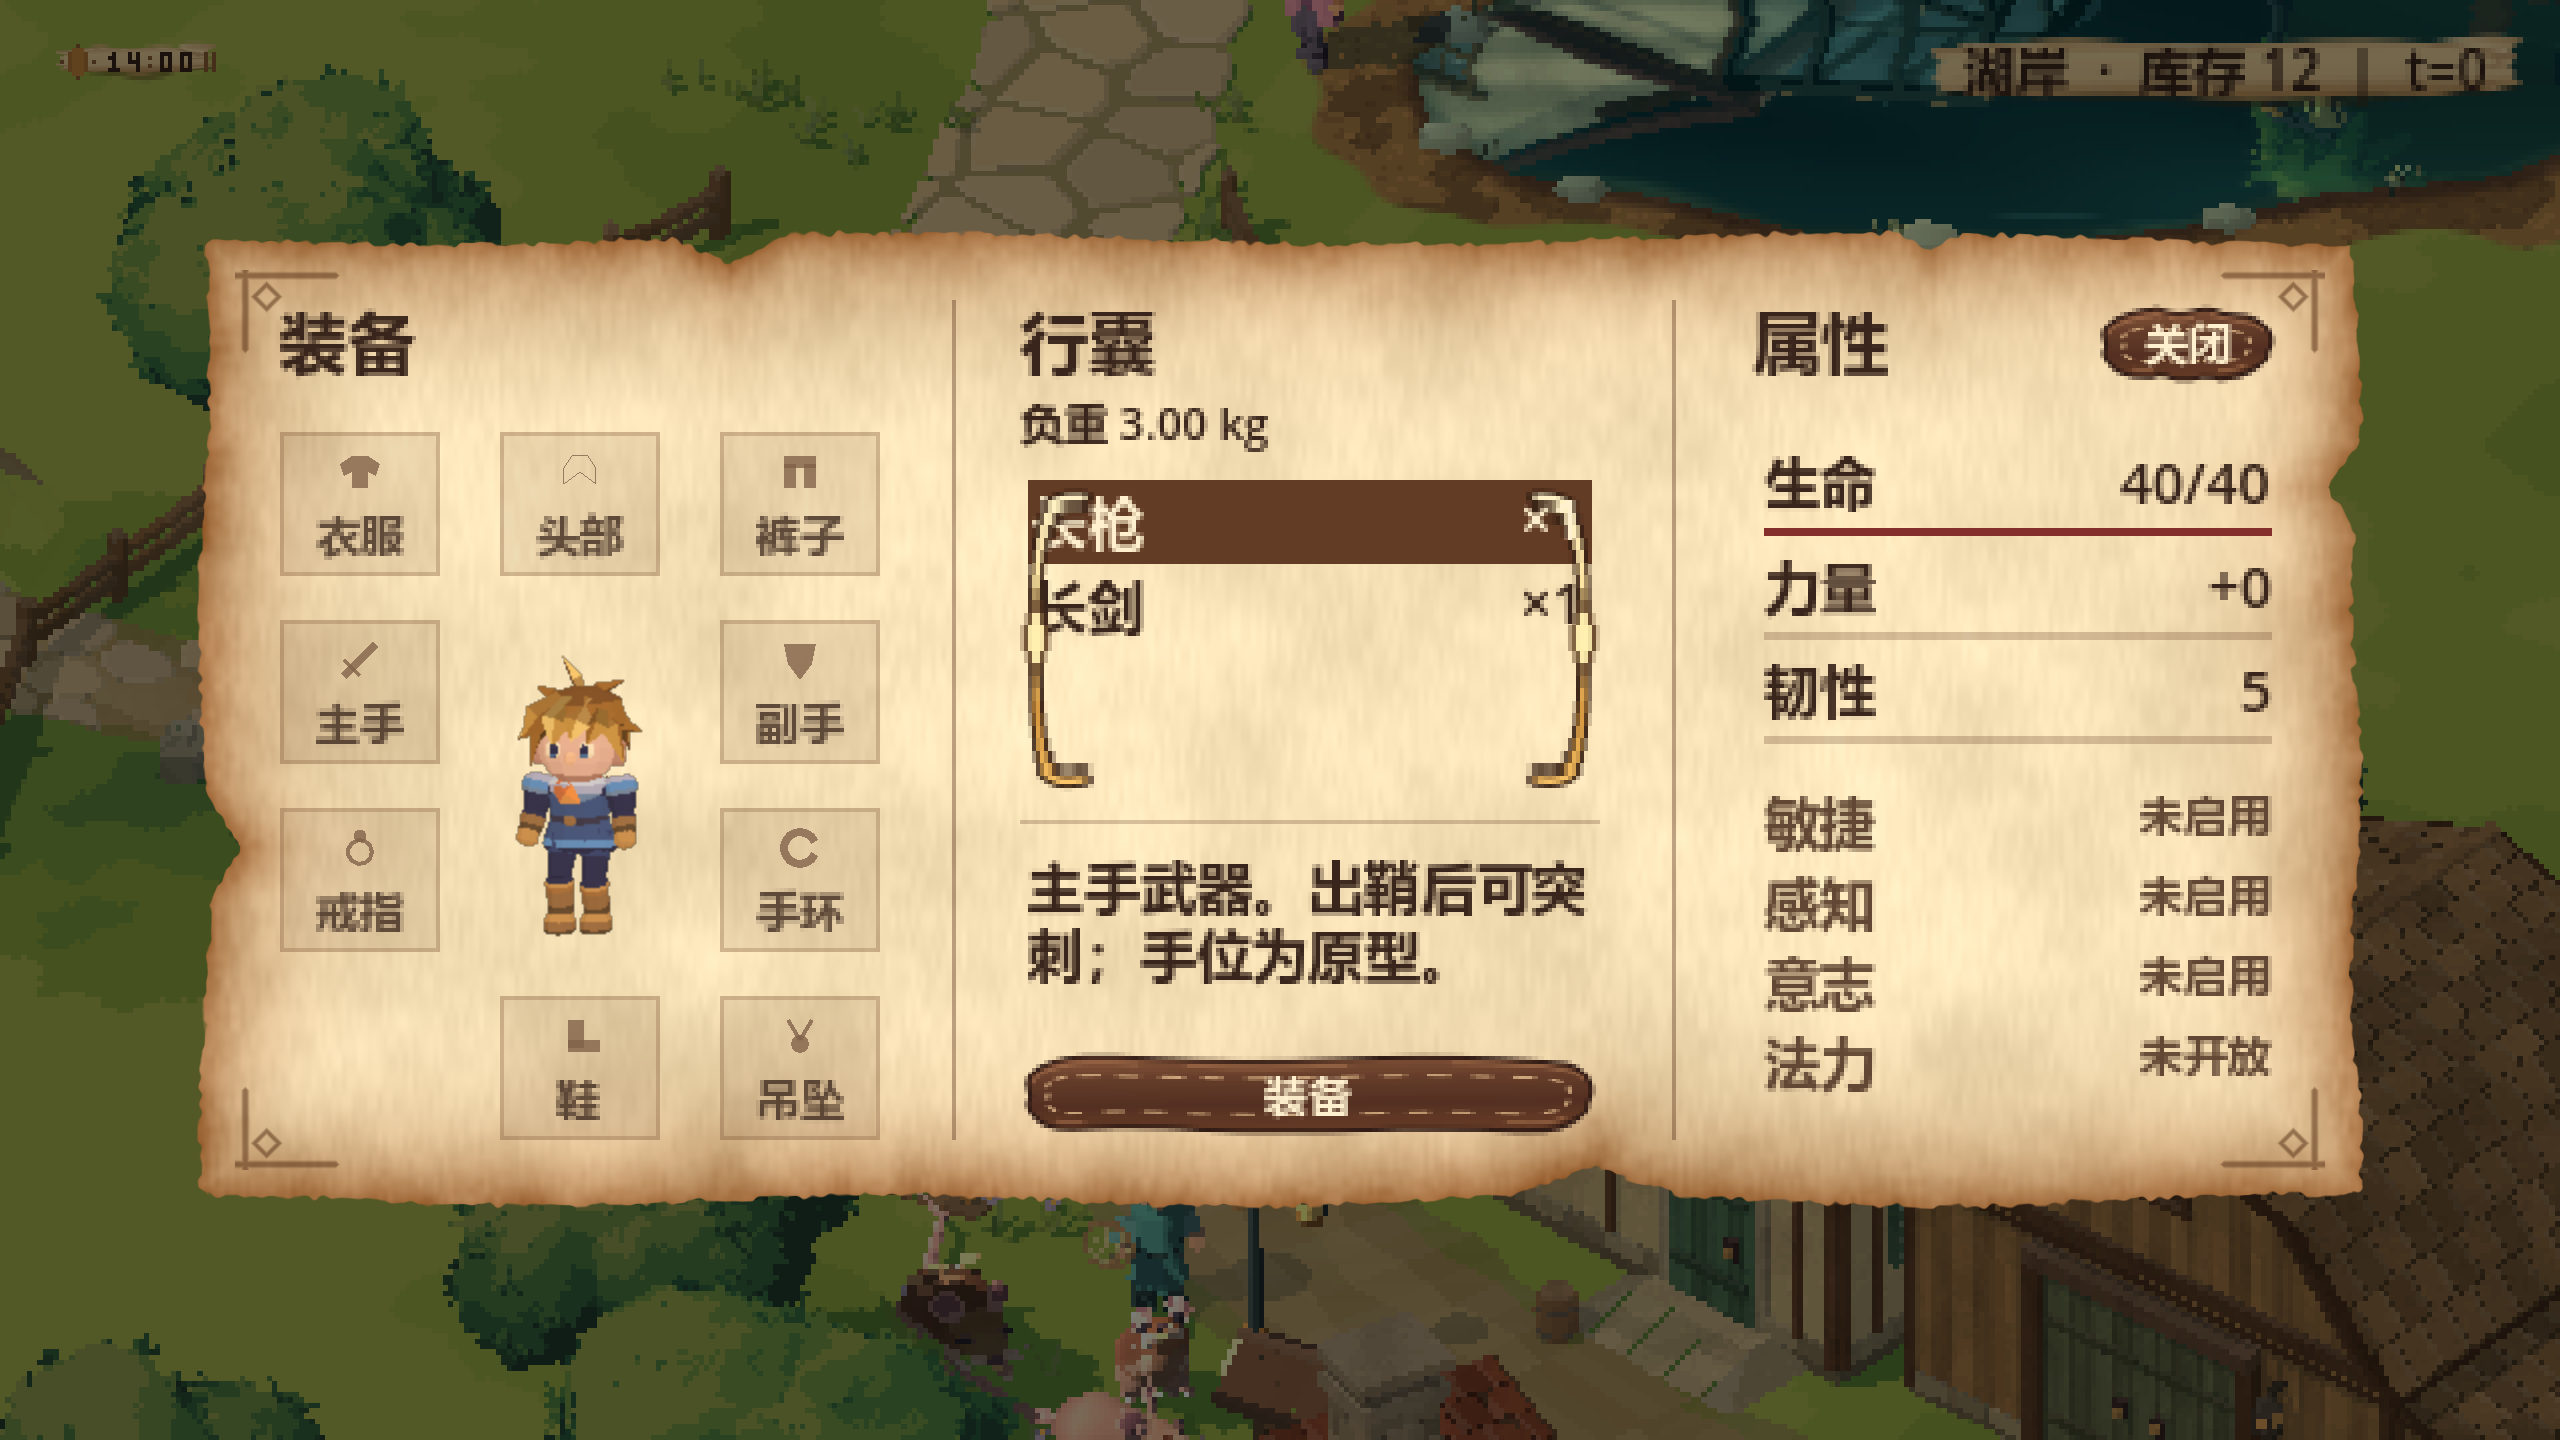 14:00
湖岸 · 库存 12 | t=0
装备
衣服
头部
裤子
主手
副手
戒指
手环
鞋
吊坠
行囊
负重 3.00 kg
枪 ×
长剑 ×1
主手武器。出鞘后可突
刺；手位为原型。
装备
属性
关闭
生命 40/40
力量 +0
韧性 5
敏捷 未启用
感知 未启用
意志 未启用
法力 未开放